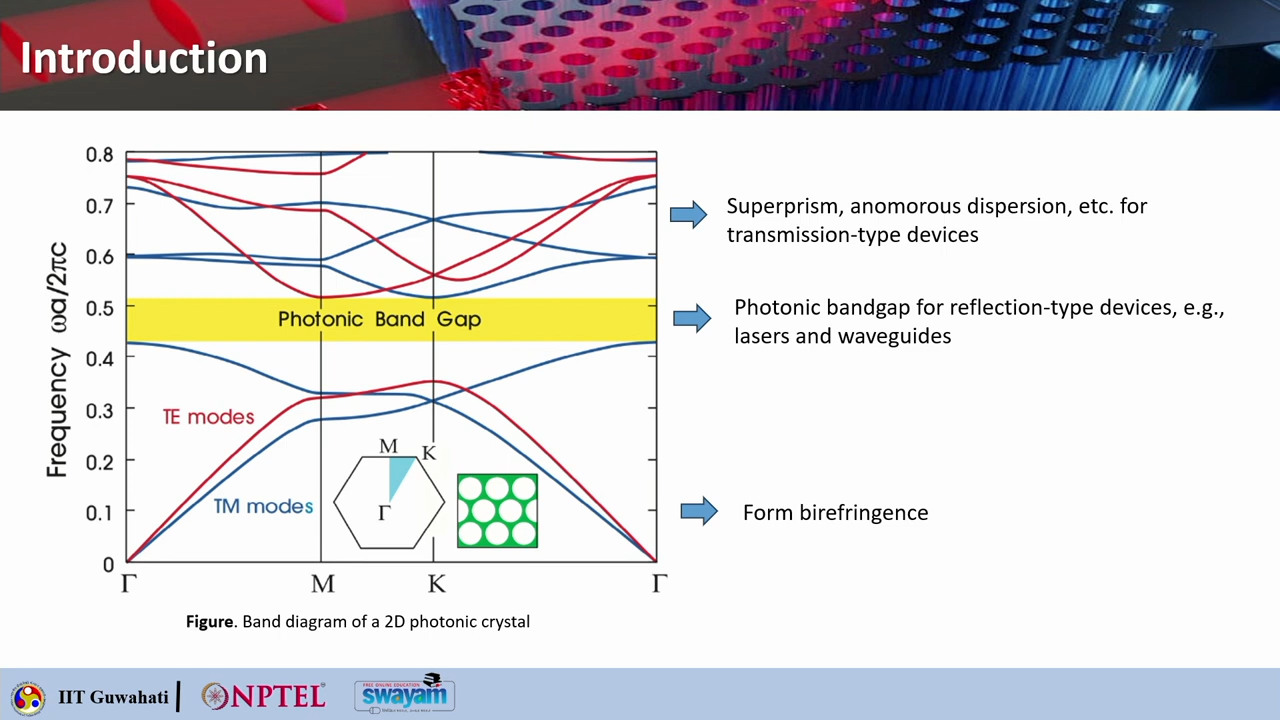 Introduction
0.8
0.7
0.6
0.5
0.4
0.3
0.2
0.1
0
Frequency ωa/2πc
Photonic Band Gap
TE modes
TM modes
M
K
Γ
Γ
M
K
Γ
Figure. Band diagram of a 2D photonic crystal
Superprism, anomorous dispersion, etc. for
transmission-type devices
Photonic bandgap for reflection-type devices, e.g.,
lasers and waveguides
Form birefringence
IIT Guwahati
NPTEL
FREE ONLINE EDUCATION
swayam